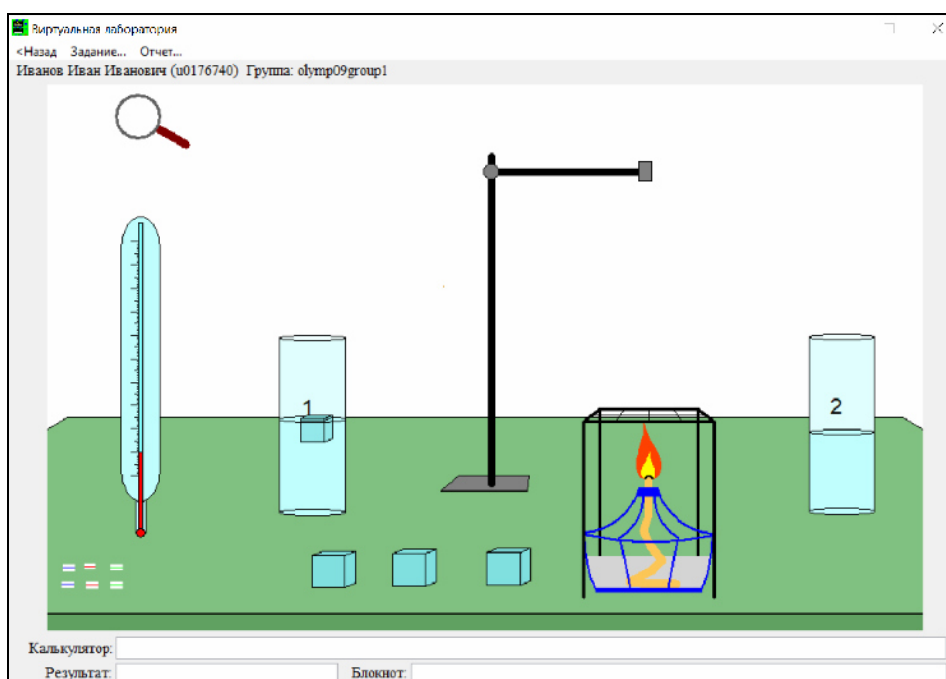 Виртуальная лаборатория
<Назад Задание... Отчет...
Иванов Иван Иванович (u0176740) Группа: olymp09group1
1
2
Калькулятор:
Результат: Блокнот: